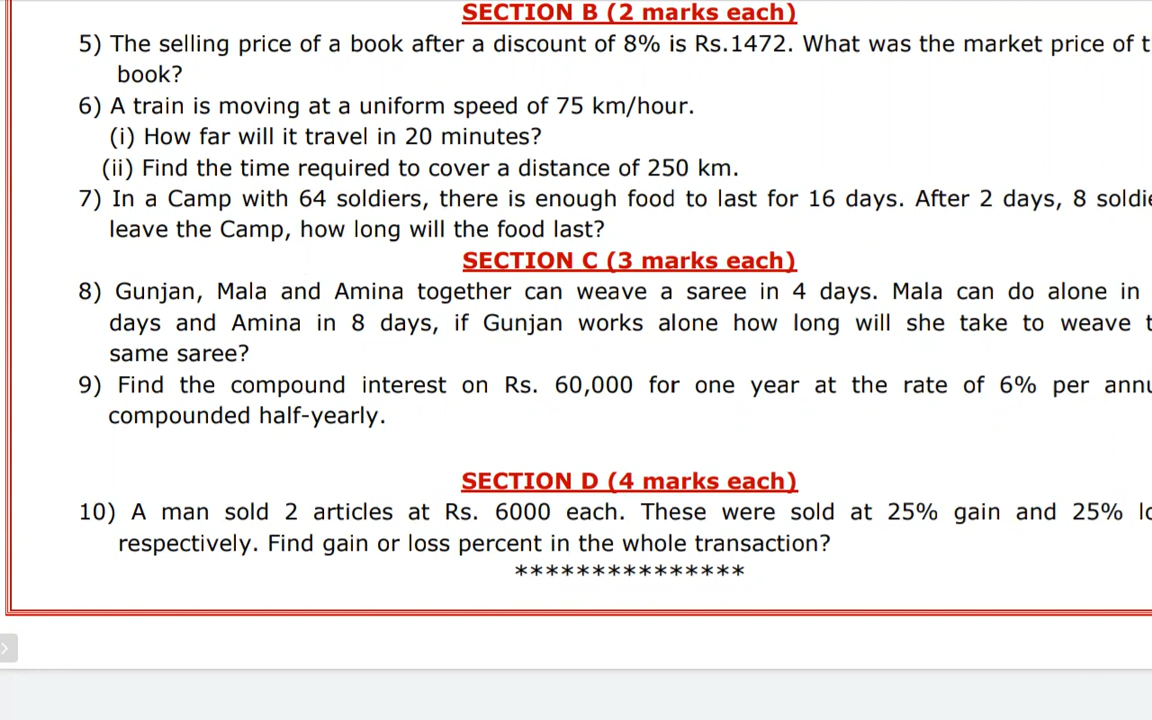 SECTION B (2 marks each)
5) The selling price of a book after a discount of 8% is Rs.1472. What was the market price of
book?
6) A train is moving at a uniform speed of 75 km/hour.
(i) How far will it travel in 20 minutes?
(ii) Find the time required to cover a distance of 250 km.
7) In a Camp with 64 soldiers, there is enough food to last for 16 days. After 2 days, 8
leave the Camp, how long will the food last?
SECTION C (3 marks each)
8) Gunjan, Mala and Amina together can weave a saree in 4 days. Mala can do alone in
days and Amina in 8 days, if Gunjan works alone how long will she take to weave
same saree?
9) Find the compound interest on Rs. 60,000 for one year at the rate of 6% per
compounded half-yearly.
SECTION D (4 marks each)
10) A man sold 2 articles at Rs. 6000 each. These were sold at 25% gain and 25%
respectively. Find gain or loss percent in the whole transaction?
***************